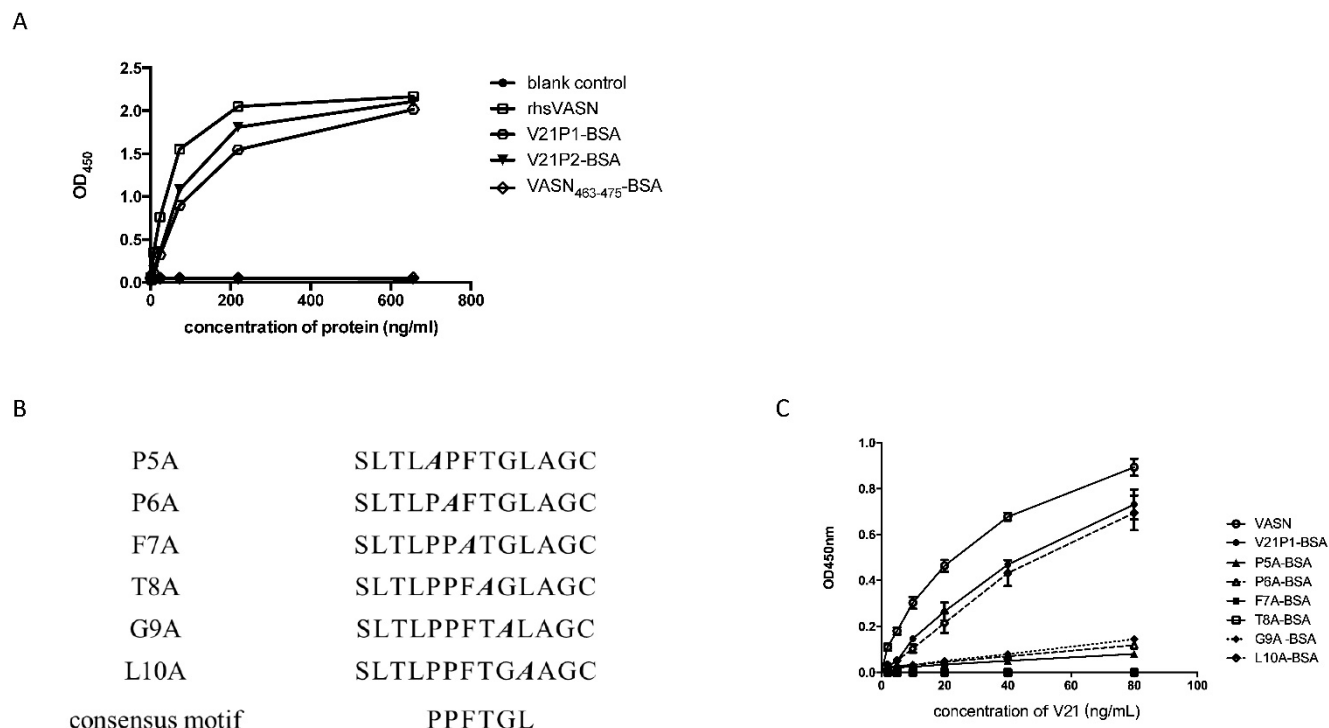 A
2.5
2.0
1.5
1.0
0.5
0.0
OD450
0 200 400 600 800
concentration of protein (ng/ml)
blank control
rhsVASN
V21P1-BSA
V21P2-BSA
VASN463-475-BSA
B
P5A SLTLAPFTGLAGC
P6A SLTLPAFTGLAGC
F7A SLTLPPATGLAGC
T8A SLTLPPFAGLAGC
G9A SLTLPPFTALAGC
L10A SLTLPPFTGAAGC
consensus motif PPFTGL
C
1.0
0.8
0.6
0.4
0.2
0.0
OD450nm
0 20 40 60 80 100
concentration of V21 (ng/mL)
VASN
V21P1-BSA
P5A-BSA
P6A-BSA
F7A-BSA
T8A-BSA
G9A -BSA
L10A-BSA